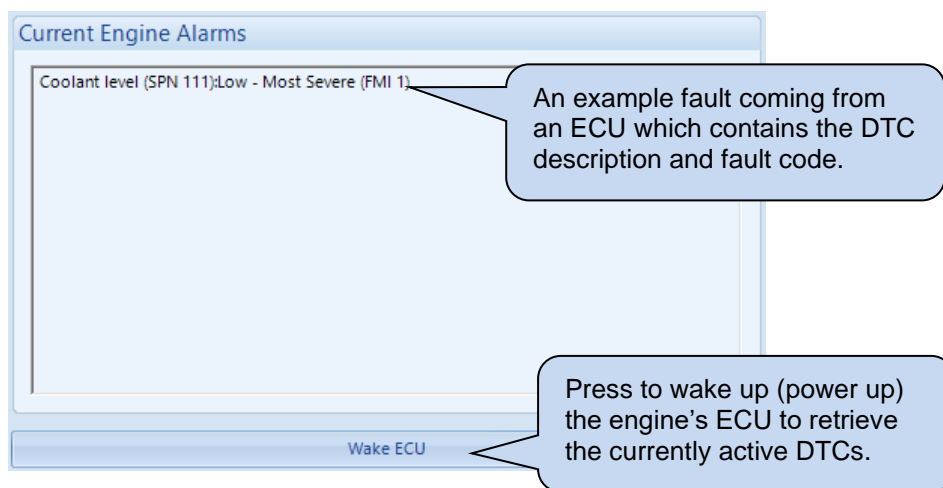 Current Engine Alarms
Coolant level (SPN 111):Low - Most Severe (FMI 1)
An example fault coming from
an ECU which contains the DTC
description and fault code.
Press to wake up (power up)
the engine's ECU to retrieve
the currently active DTCs.
Wake ECU